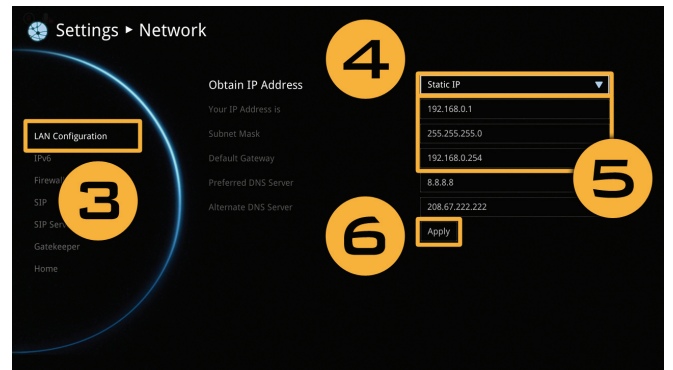 Settings ▸ Network
4
Obtain IP Address
Static IP ▼
Your IP Address is
192.168.0.1
LAN Configuration
Subnet Mask
255.255.255.0
IPv6
Default Gateway
192.168.0.254
3
5
Preferred DNS Server
8.8.8.8
SIP
Alternate DNS Server
208.67.222.222
6
Apply
Gatekeeper
Home